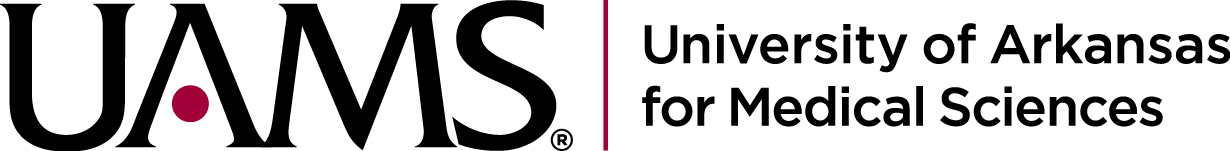 UAMS®
University of Arkansas
for Medical Sciences